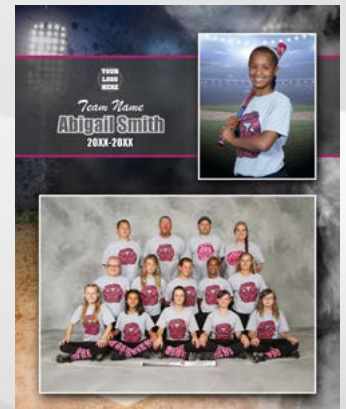 YOUR
LOGO
HERE
Team Name
Abigail Smith
20XX-20XX